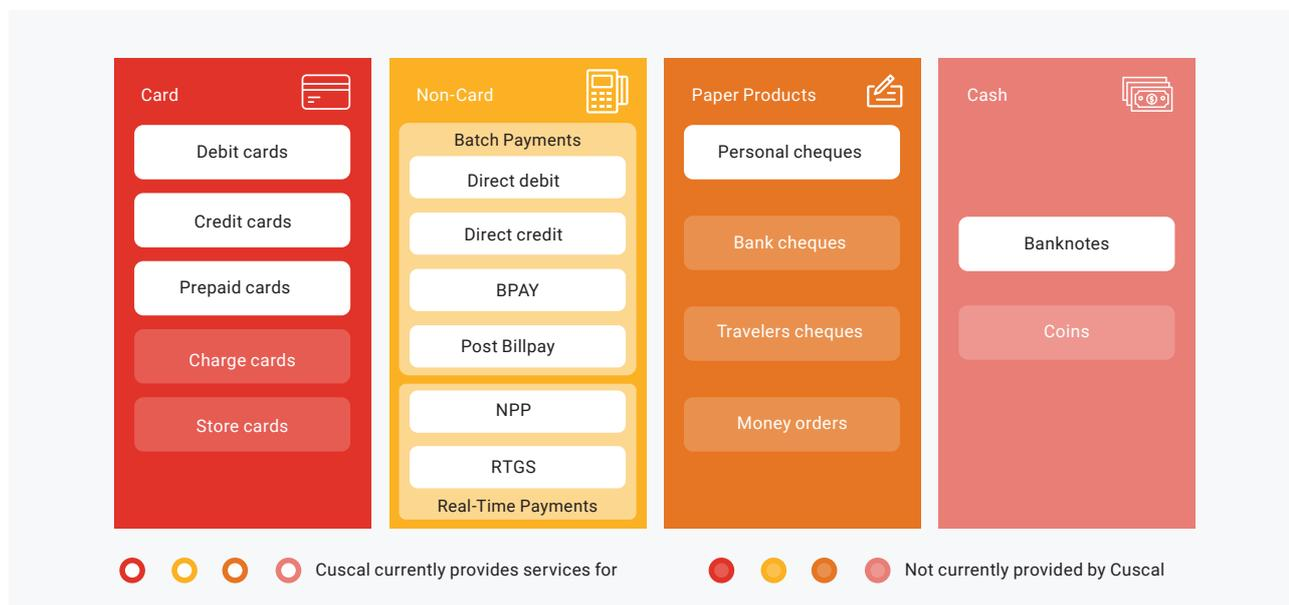 Card
Debit cards
Credit cards
Prepaid cards
Charge cards
Store cards
Non-Card
Batch Payments
Direct debit
Direct credit
BPAY
Post Billpay
NPP
RTGS
Real-Time Payments
Paper Products
Personal cheques
Bank cheques
Travelers cheques
Money orders
Cash
$
Banknotes
Coins
Cuscal currently provides services for
Not currently provided by Cuscal